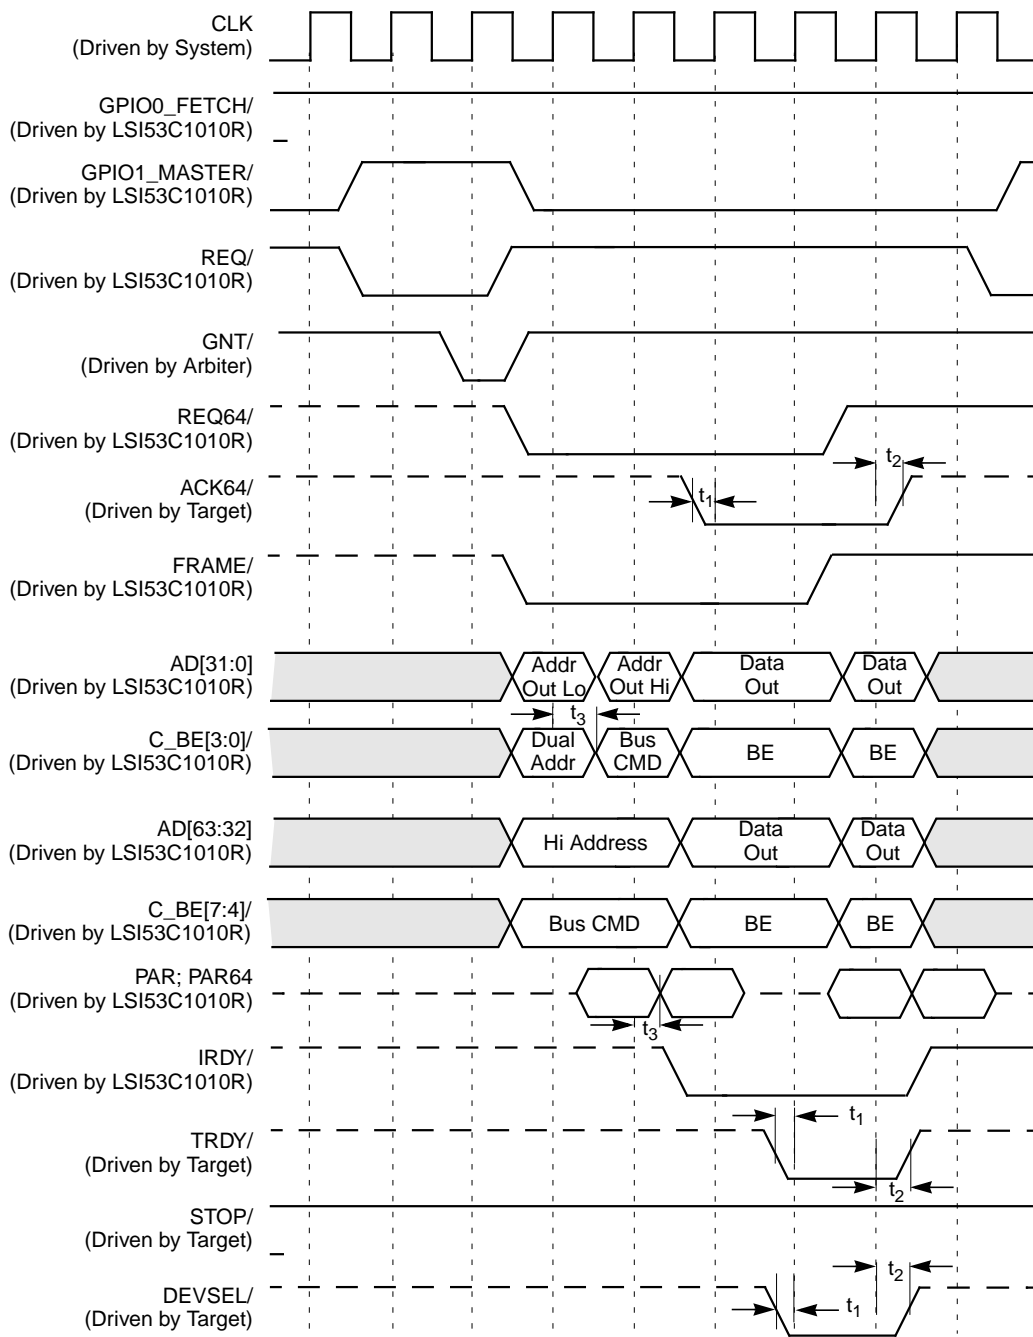 CLK
(Driven by System)
GPIO0_FETCH/
(Driven by LSI53C1010R)
GPIO1_MASTER/
(Driven by LSI53C1010R)
REQ/
(Driven by LSI53C1010R)
GNT/
(Driven by Arbiter)
REQ64/
(Driven by LSI53C1010R)
t2
ACK64/
(Driven by Target)
t1
FRAME/
(Driven by LSI53C1010R)
AD[31:0]
(Driven by LSI53C1010R)
Addr
Out Lo
Addr
Out Hi
Data
Out
Data
Out
t3
C_BE[3:0]/
(Driven by LSI53C1010R)
Dual
Addr
Bus
CMD
BE
BE
AD[63:32]
(Driven by LSI53C1010R)
Hi Address
Data
Out
Data
Out
C_BE[7:4]/
(Driven by LSI53C1010R)
Bus CMD
BE
BE
PAR; PAR64
(Driven by LSI53C1010R)
t3
IRDY/
(Driven by LSI53C1010R)
t1
TRDY/
(Driven by Target)
t2
STOP/
(Driven by Target)
t2
DEVSEL/
(Driven by Target)
t1